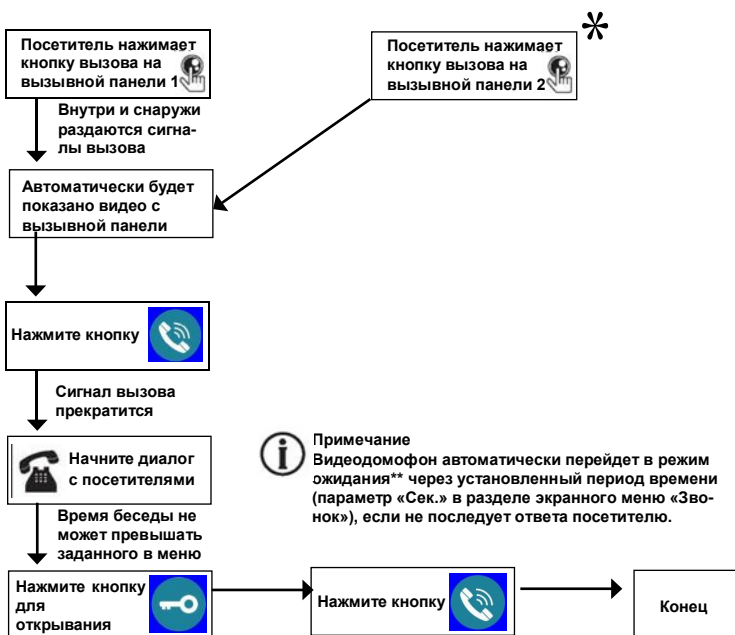 Посетитель нажимает
кнопку вызова на
вызывной панели 1
*
Посетитель нажимает
кнопку вызова на
вызывной панели 2
Внутри и снаружи
раздаются сигна-
лы вызова
Автоматически будет
показано видео с
вызывной панели
Нажмите кнопку
Сигнал вызова
прекратится
Начните диалог
с посетителями
Примечание
Видеодомофон автоматически перейдет в режим
ожидания** через установленный период времени
(параметр «Сек.» в разделе экранного меню «Зво-
нок»), если не последует ответа посетителю.
Время беседы не
может превышать
заданного в меню
Нажмите кнопку
для
открывания
Нажмите кнопку
Конец